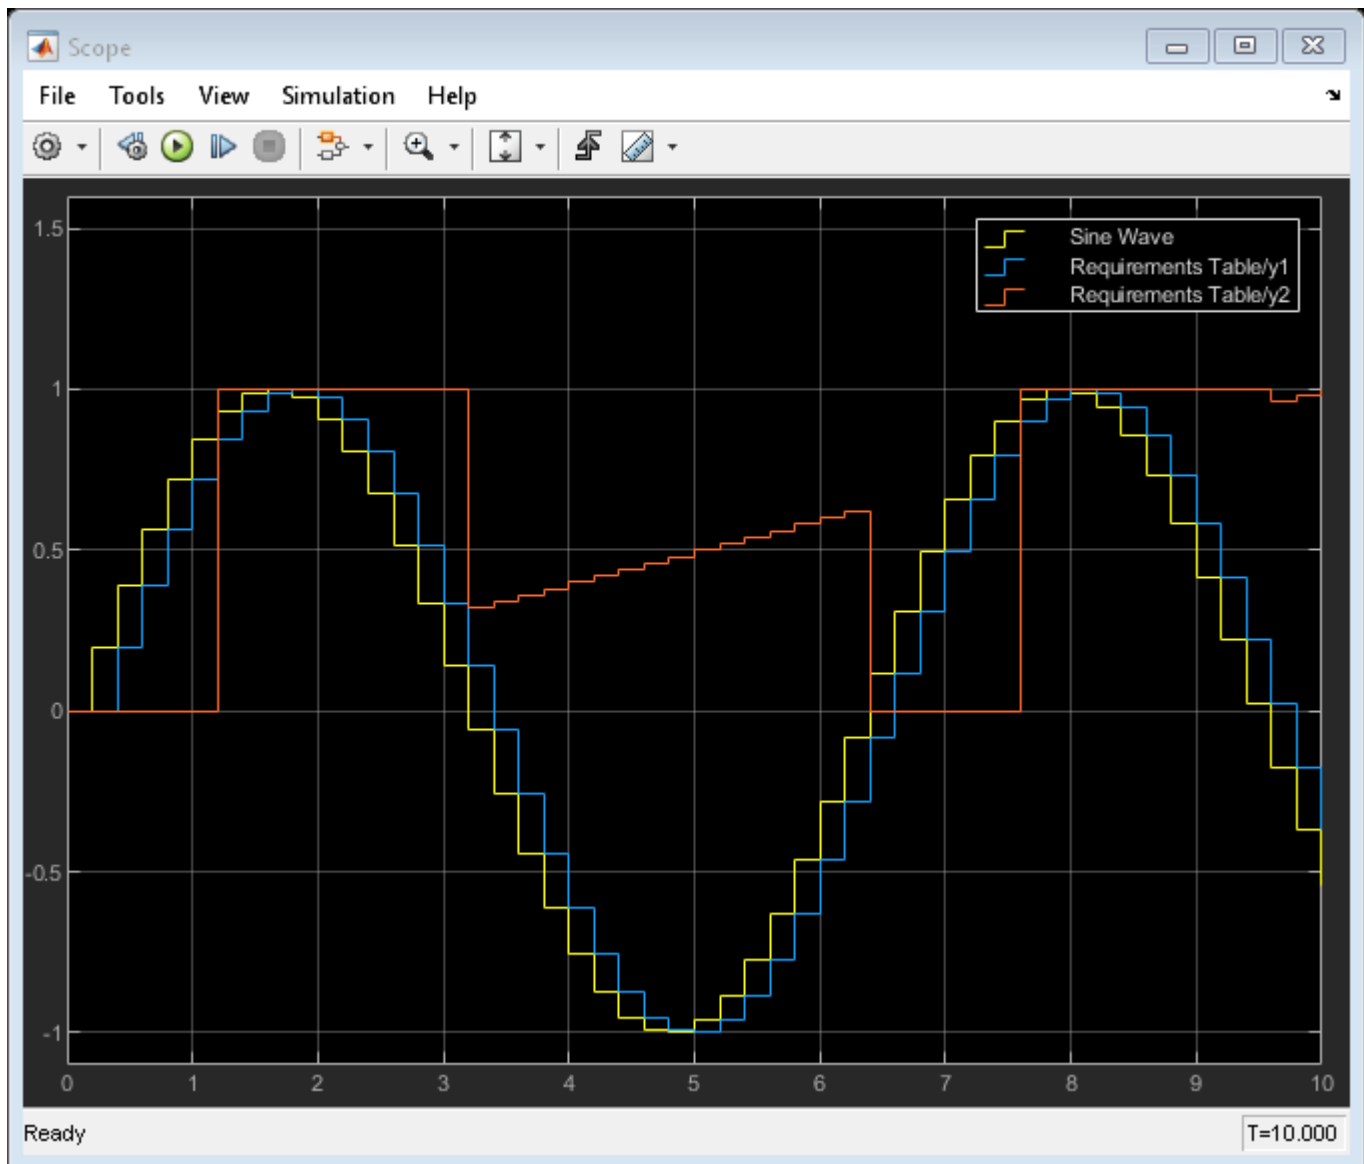 Scope
File Tools View Simulation Help
Sine Wave
Requirements Table/y1
Requirements Table/y2
1.5
1
0.5
0
-0.5
-1
0 1 2 3 4 5 6 7 8 9 10
Ready T=10.000